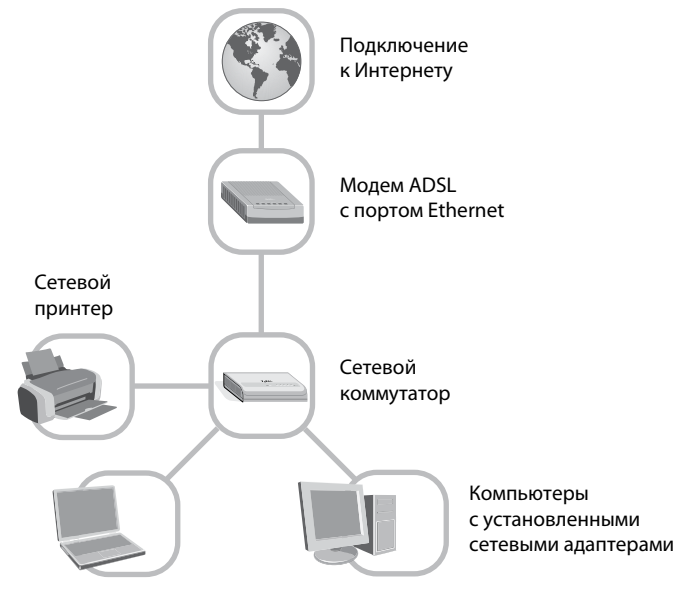 Подключение
к Интернету
Модем ADSL
с портом Ethernet
Сетевой
принтер
Сетевой
коммутатор
Компьютеры
с установленными
сетевыми адаптерами